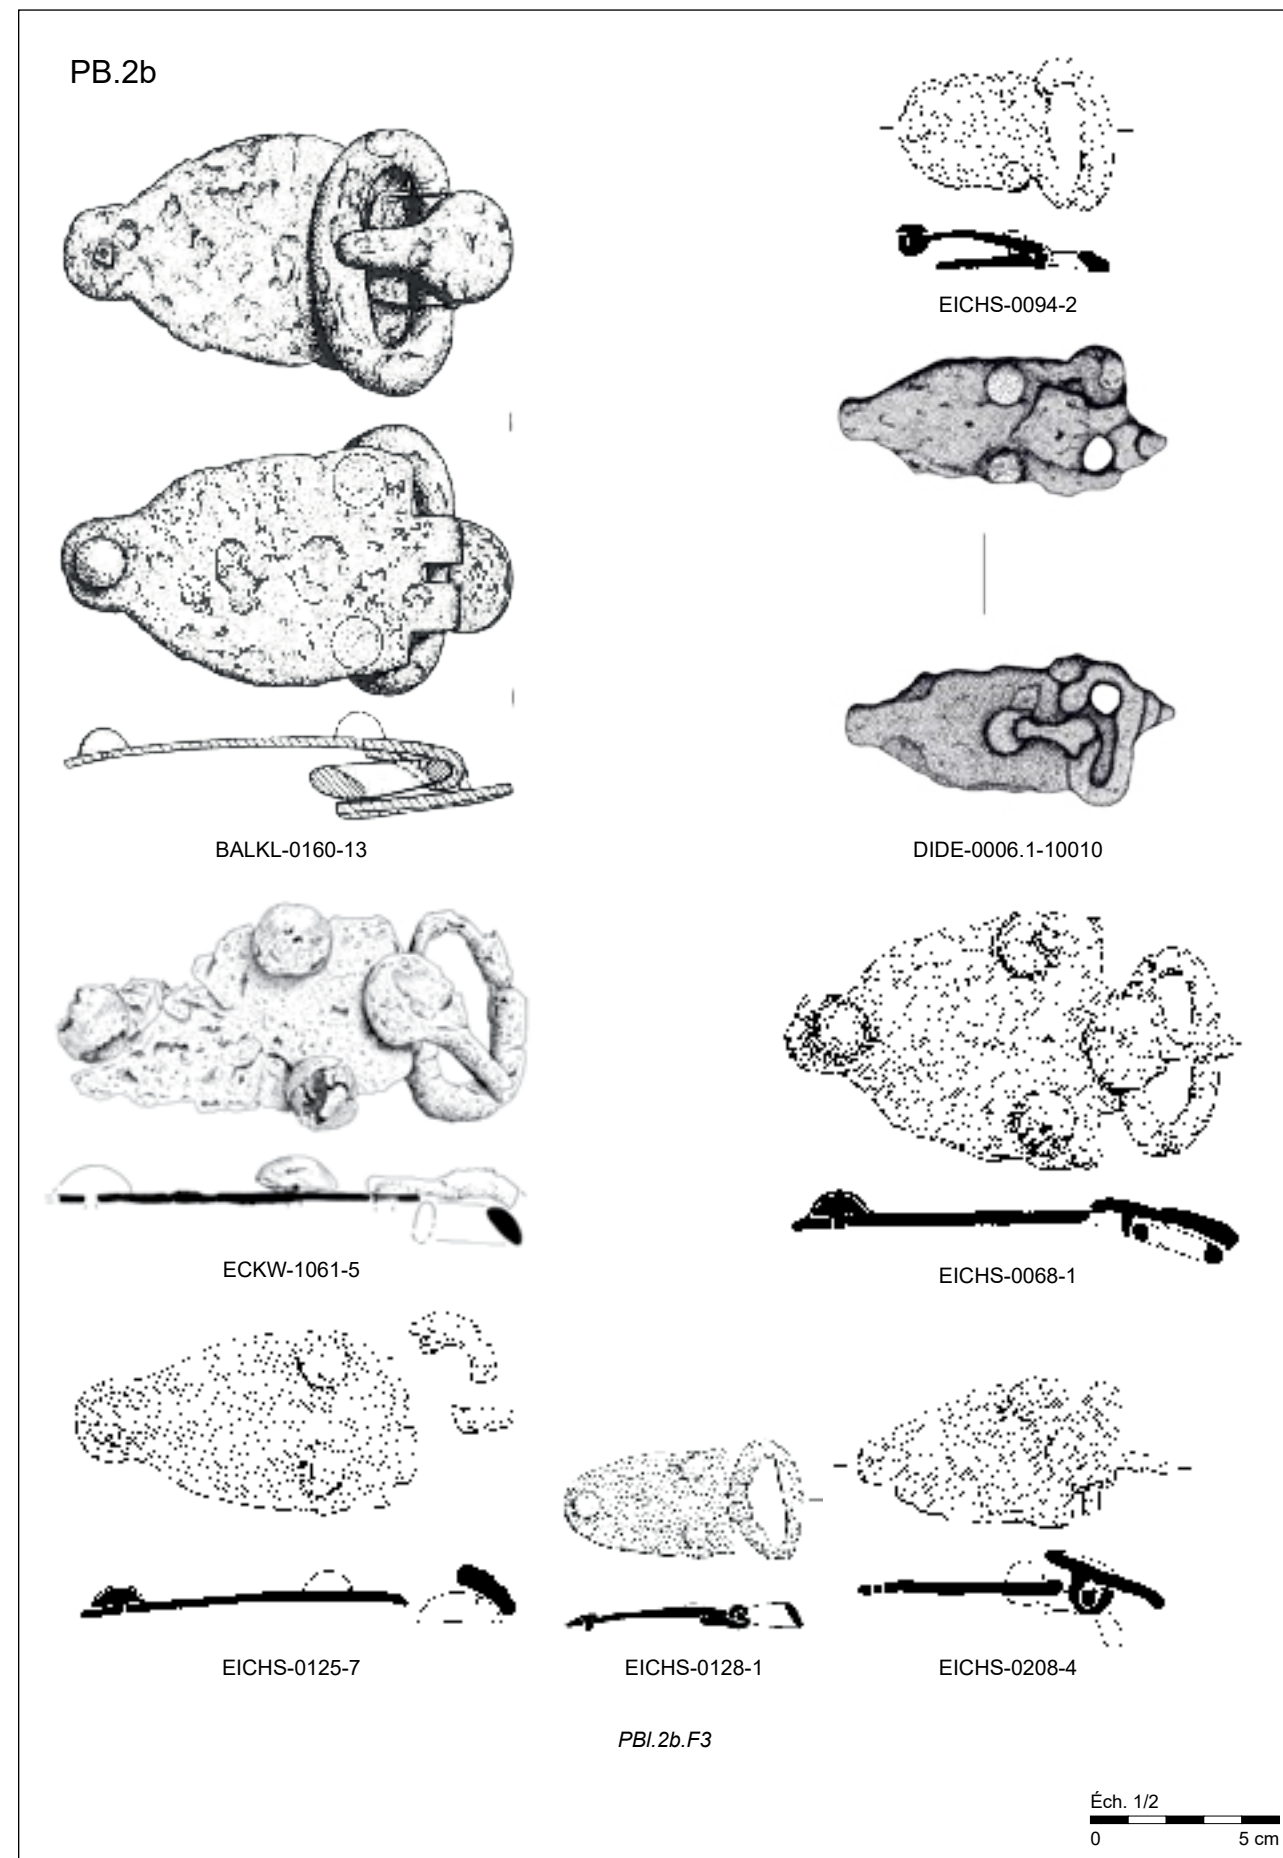 PB.2b
EICHS-0094-2
BALKL-0160-13
DIDE-0006.1-10010
ECKW-1061-5
EICHS-0068-1
EICHS-0125-7
EICHS-0128-1
EICHS-0208-4
PBl.2b.F3
Éch. 1/2
0 5 cm